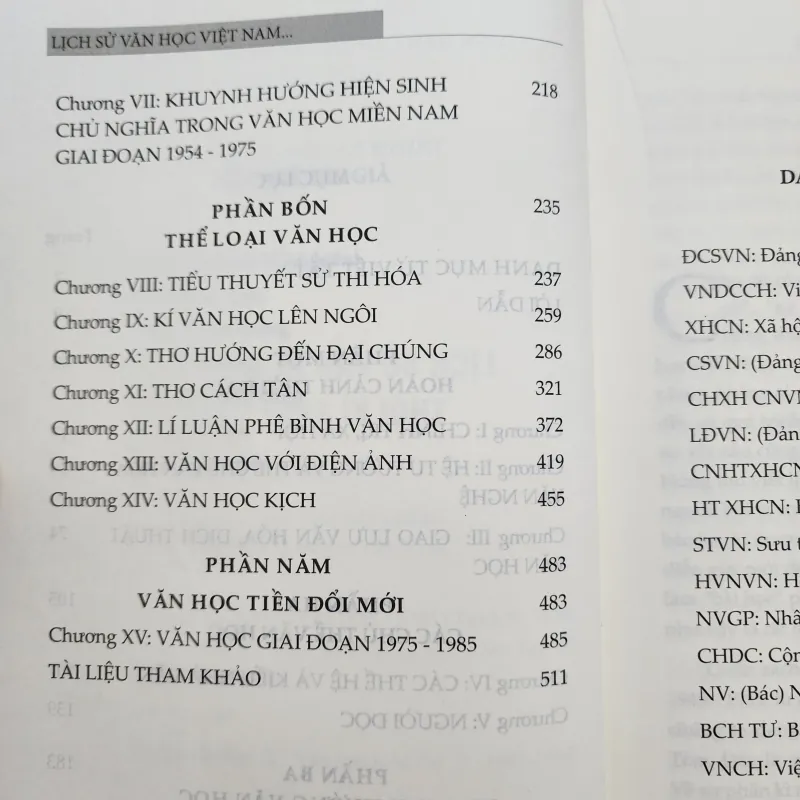 LỊCH SỬ VĂN HỌC VIỆT NAM...
Chương VII: KHUYNH HƯỚNG HIỆN SINH 218
CHỦ NGHĨA TRONG VĂN HỌC MIỀN NAM
GIAI ĐOẠN 1954 - 1975
PHẦN BỐN 235
THỂ LOẠI VĂN HỌC
Chương VIII: TIỂU THUYẾT SỬ THI HÓA 237
Chương IX: KÍ VĂN HỌC LÊN NGÔI 259
Chương X: THƠ HƯỚNG ĐẾN ĐẠI CHÚNG 286
Chương XI: THƠ CÁCH TÂN 321
Chương XII: LÍ LUẬN PHÊ BÌNH VĂN HỌC 372
Chương XIII: VĂN HỌC VỚI ĐIỆN ẢNH 419
Chương XIV: VĂN HỌC KỊCH 455
PHẦN NĂM 483
VĂN HỌC TIỀN ĐỔI MỚI 483
Chương XV: VĂN HỌC GIAI ĐOẠN 1975 - 1985 485
TÀI LIỆU THAM KHẢO 511
DA
ĐCSVN: Đảng
VNDCCH: Vi
XHCN: Xã hộ
CSVN: (Đảng
CHXH CNVN
LĐVN: (Đản
CNHTXHCN
HT XHCN: 
STVN: Sưu t
HVNVN: H
NVGP: Nhâ
CHDC: Cộn
NV: (Bác) N
BCH TƯ: B
VNCH: Việ